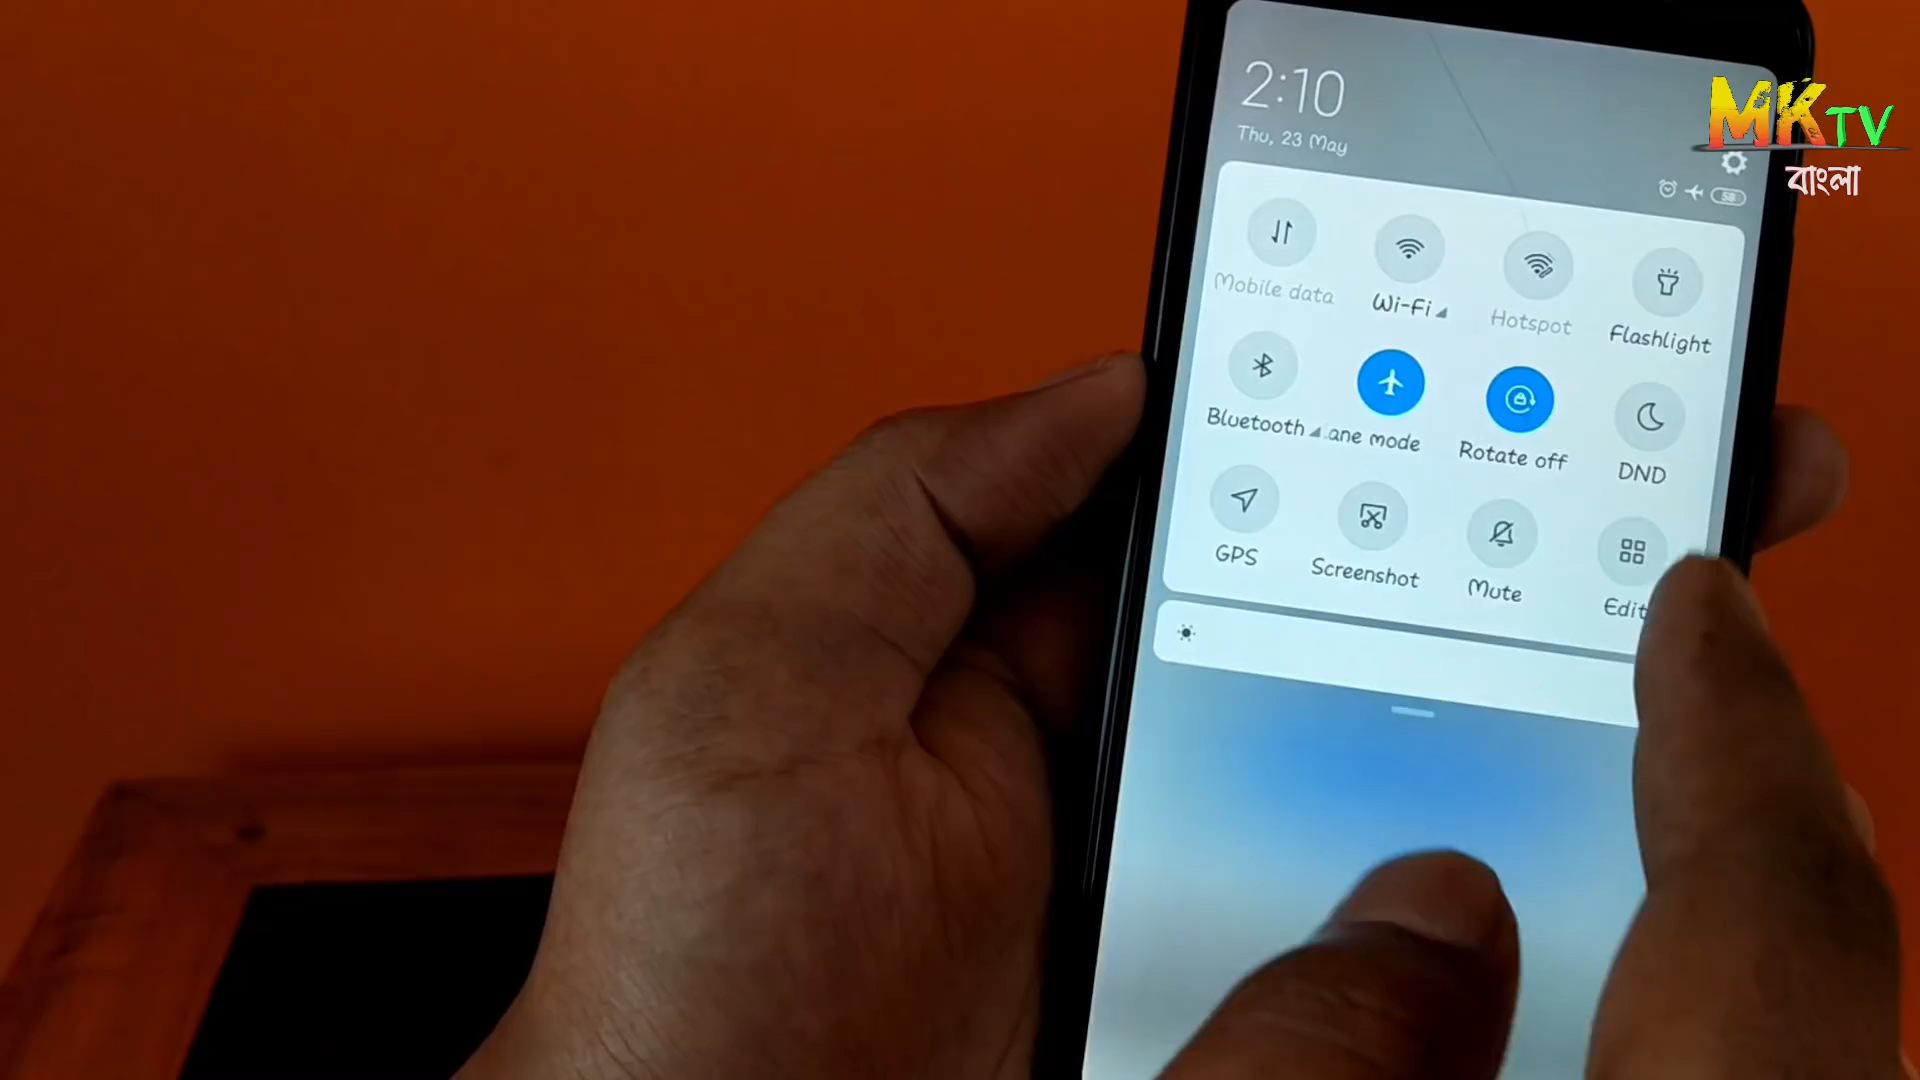 2:10
Thu, 23 May
MKTV
বাংলা
58
Mobile data
Wi-Fi
Hotspot
Flashlight
Bluetooth
ane mode
Rotate off
DND
GPS
Screenshot
Mute
Edit